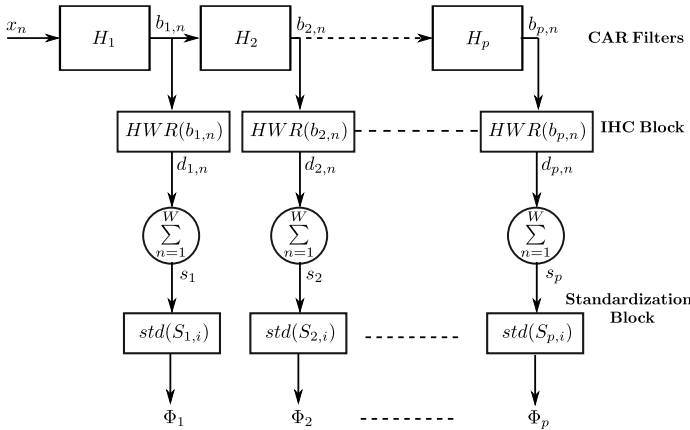 x_n H_1 b_{1,n} H_2 b_{2,n} H_p b_{p,n} CAR Filters
HWR(b_{1,n}) HWR(b_{2,n}) HWR(b_{p,n}) IHC Block
d_{1,n} d_{2,n} d_{p,n}
W W W
∑ ∑ ∑
n=1 n=1 n=1
s_1 s_2 s_p
Standardization
Block
std(S_{1,i}) std(S_{2,i}) std(S_{p,i})
Φ_1 Φ_2 Φ_p